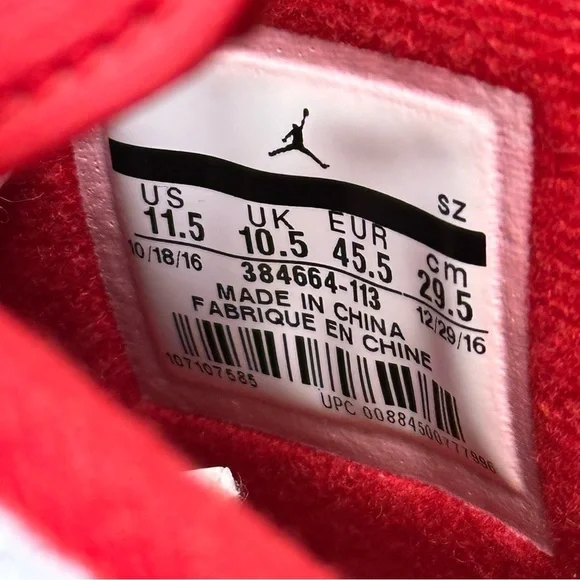 SZ
US UK EUR cm
11.5 10.5 45.5 29.5
10/18/16 384664-113 12/29/16
MADE IN CHINA
FABRIQUE EN CHINE
107107585
UPC 00884500777996